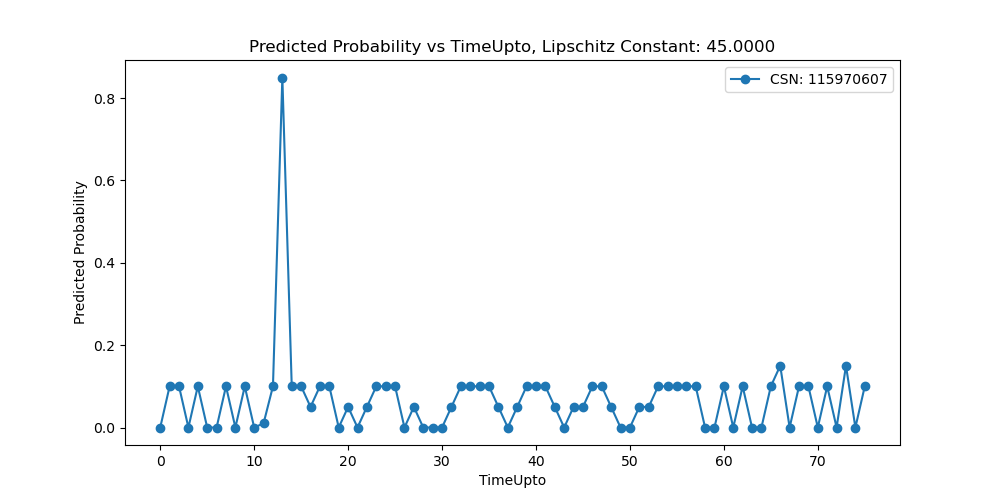 Predicted Probability vs TimeUpto, Lipschitz Constant: 45.0000
CSN: 115970607
Predicted Probability
0.8
0.6
0.4
0.2
0.0
0 10 20 30 40 50 60 70
TimeUpto